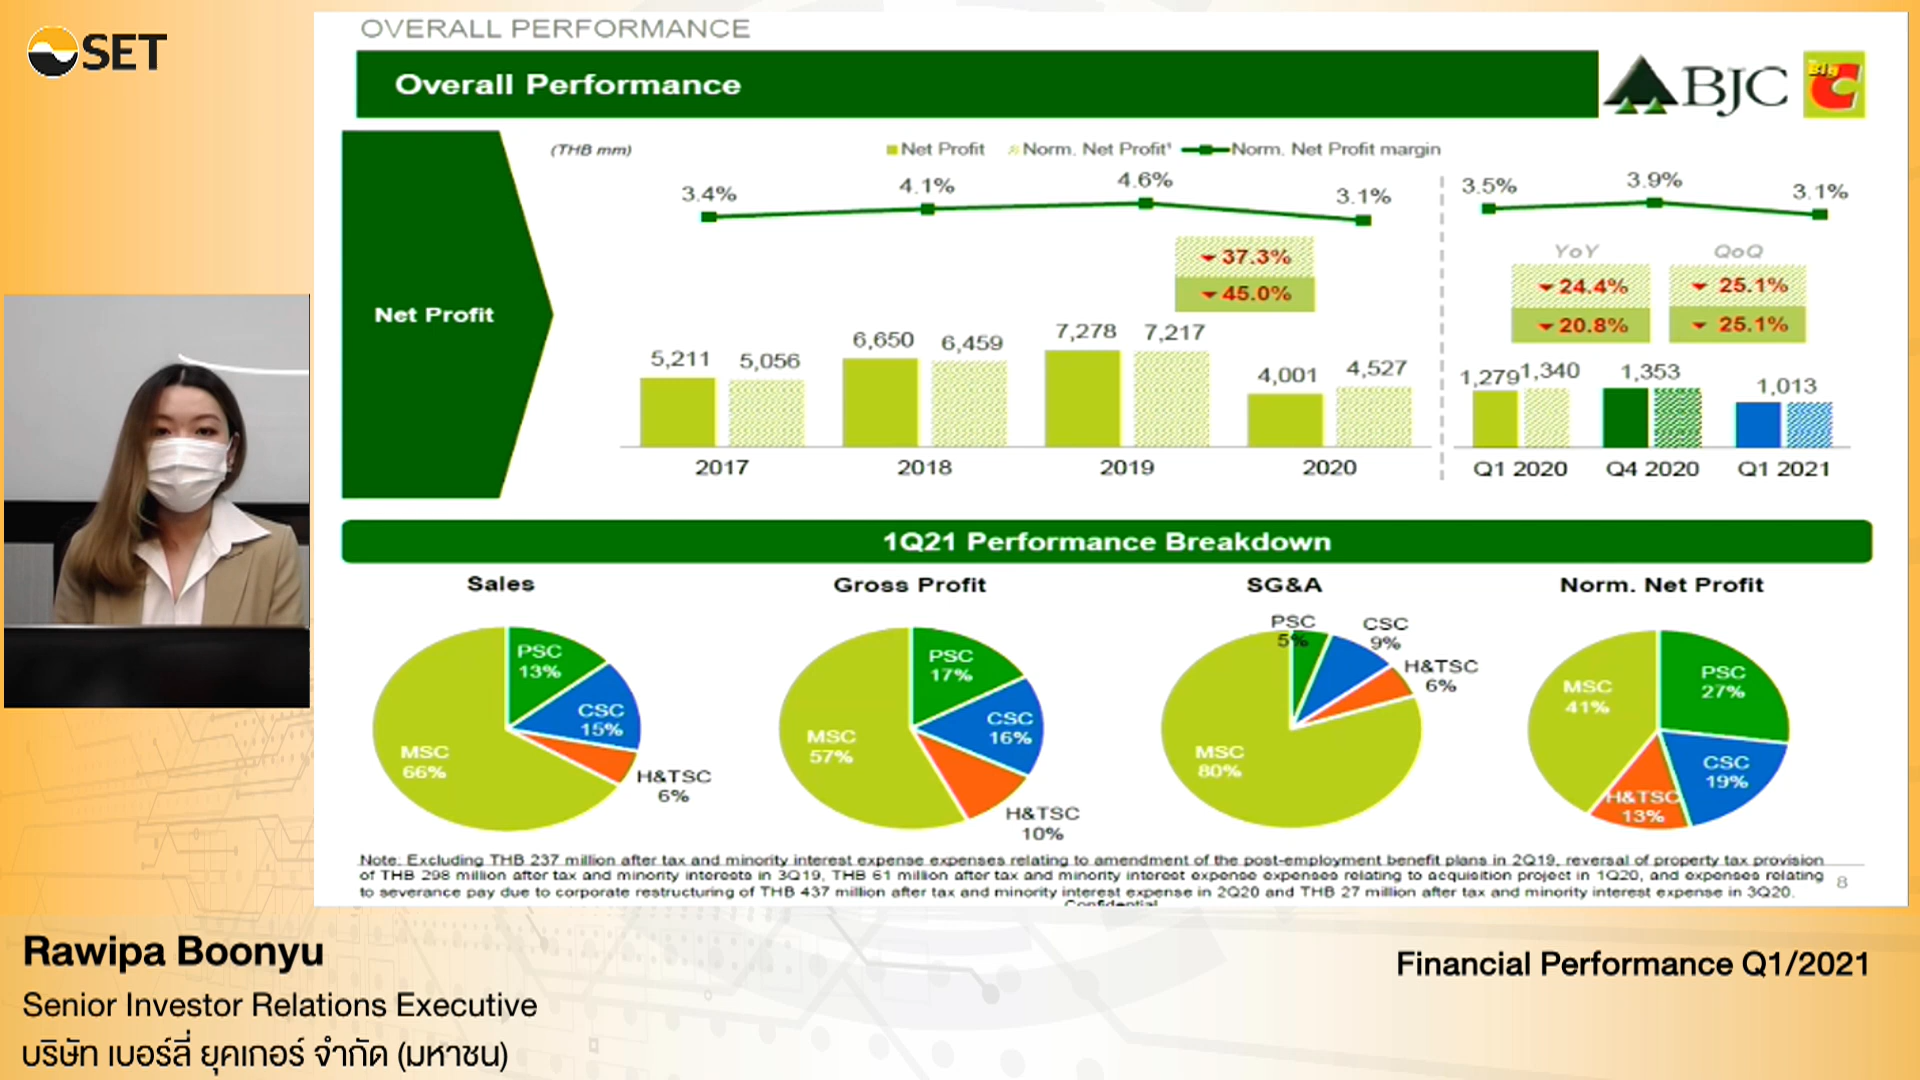 SET
OVERALL PERFORMANCE
Overall Performance
BJC
Big C
(THB mm)
Net Profit
Norm. Net Profit¹
Norm. Net Profit margin
3.4%
4.1%
4.6%
3.1%
3.5%
3.9%
3.1%
37.3%
45.0%
YoY
QoQ
24.4%
25.1%
20.8%
25.1%
Net Profit
5,211
5,056
6,650
6,459
7,278
7,217
4,001
4,527
1,279
1,340
1,353
1,013
2017
2018
2019
2020
Q1 2020
Q4 2020
Q1 2021
1Q21 Performance Breakdown
Sales
PSC
13%
CSC
15%
H&TSC
6%
MSC
66%
Gross Profit
PSC
17%
CSC
16%
H&TSC
10%
MSC
57%
SG&A
PSC
5%
CSC
9%
H&TSC
6%
MSC
80%
Norm. Net Profit
PSC
27%
CSC
19%
H&TSC
13%
MSC
41%
Note: Excluding THB 237 million after tax and minority interest expense expenses relating to amendment of the post-employment benefit plans in 2Q19, reversal of property tax provision
of THB 298 million after tax and minority interests in 3Q19, THB 61 million after tax and minority interest expense expenses relating to acquisition project in 1Q20, and expenses relating
to severance pay due to corporate restructuring of THB 437 million after tax and minority interest expense in 2Q20 and THB 27 million after tax and minority interest expense in 3Q20.
8
Confidential
Rawipa Boonyu
Senior Investor Relations Executive
บริษัท เบอร์ลี่ ยุคเกอร์ จำกัด (มหาชน)
Financial Performance Q1/2021